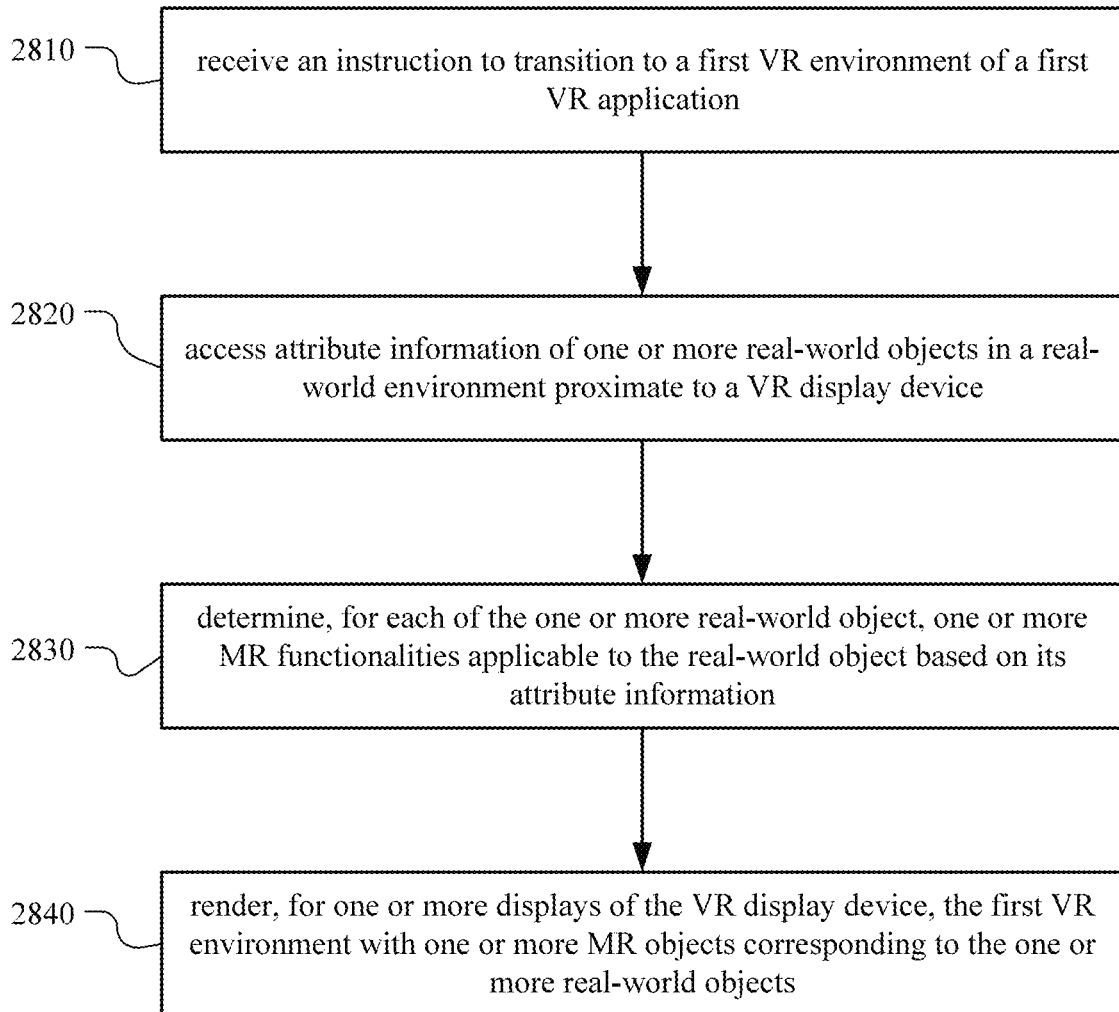 2810
receive an instruction to transition to a first VR environment of a first
VR application
2820
access attribute information of one or more real-world objects in a real-
world environment proximate to a VR display device
2830
determine, for each of the one or more real-world object, one or more
MR functionalities applicable to the real-world object based on its
attribute information
2840
render, for one or more displays of the VR display device, the first VR
environment with one or more MR objects corresponding to the one or
more real-world objects